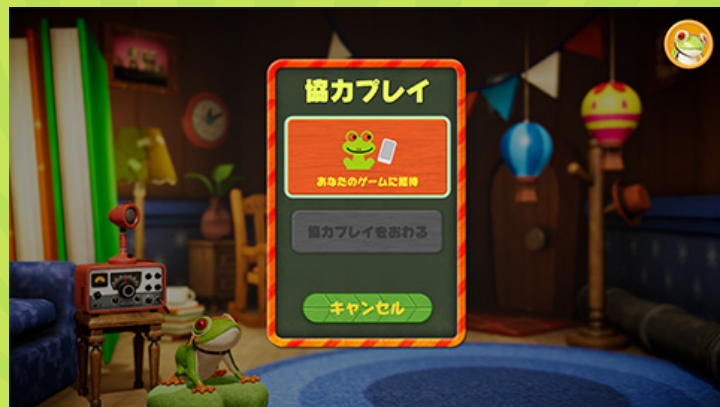 協力プレイ
あなたのゲームに招待
協力プレイをおわる
キャンセル